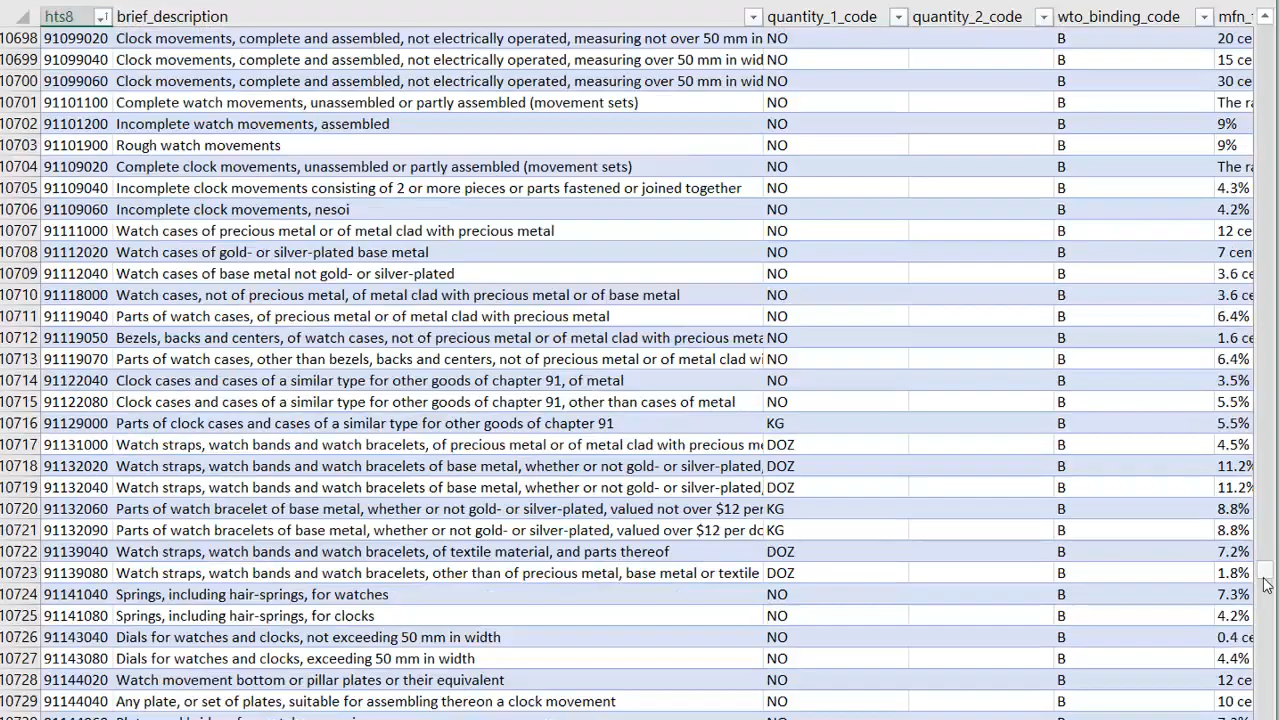 hts8 brief_description quantity_1_code quantity_2_code wto_binding_code mfn_
10698 91099020 Clock movements, complete and assembled, not electrically operated, measuring not over 50 mm in NO B 20 ce
10699 91099040 Clock movements, complete and assembled, not electrically operated, measuring over 50 mm in wid NO B 15 ce
10700 91099060 Clock movements, complete and assembled, not electrically operated, measuring over 50 mm in wid NO B 30 ce
10701 91101100 Complete watch movements, unassembled or partly assembled (movement sets) NO B The ra
10702 91101200 Incomplete watch movements, assembled NO B 9%
10703 91101900 Rough watch movements NO B 9%
10704 91109020 Complete clock movements, unassembled or partly assembled (movement sets) NO B The ra
10705 91109040 Incomplete clock movements consisting of 2 or more pieces or parts fastened or joined together NO B 4.3%
10706 91109060 Incomplete clock movements, nesoi NO B 4.2%
10707 91111000 Watch cases of precious metal or of metal clad with precious metal NO B 12 ce
10708 91112020 Watch cases of gold- or silver-plated base metal NO B 7 cen
10709 91112040 Watch cases of base metal not gold- or silver-plated NO B 3.6 ce
10710 91118000 Watch cases, not of precious metal, of metal clad with precious metal or of base metal NO B 3.6 ce
10711 91119040 Parts of watch cases, of precious metal or of metal clad with precious metal NO B 6.4%
10712 91119050 Bezels, backs and centers, of watch cases, not of precious metal or of metal clad with precious meta NO B 1.6 ce
10713 91119070 Parts of watch cases, other than bezels, backs and centers, not of precious metal or of metal clad wi NO B 6.4%
10714 91122040 Clock cases and cases of a similar type for other goods of chapter 91, of metal NO B 3.5%
10715 91122080 Clock cases and cases of a similar type for other goods of chapter 91, other than cases of metal NO B 5.5%
10716 91129000 Parts of clock cases and cases of a similar type for other goods of chapter 91 KG B 5.5%
10717 91131000 Watch straps, watch bands and watch bracelets, of precious metal or of metal clad with precious m DOZ B 4.5%
10718 91132020 Watch straps, watch bands and watch bracelets of base metal, whether or not gold- or silver-plated, DOZ B 11.2%
10719 91132040 Watch straps, watch bands and watch bracelets of base metal, whether or not gold- or silver-plated, DOZ B 11.2%
10720 91132060 Parts of watch bracelet of base metal, whether or not gold- or silver-plated, valued not over $12 per KG B 8.8%
10721 91132090 Parts of watch bracelets of base metal, whether or not gold- or silver-plated, valued over $12 per do KG B 8.8%
10722 91139040 Watch straps, watch bands and watch bracelets, of textile material, and parts thereof DOZ B 7.2%
10723 91139080 Watch straps, watch bands and watch bracelets, other than of precious metal, base metal or textile DOZ B 1.8%
10724 91141040 Springs, including hair-springs, for watches NO B 7.3%
10725 91141080 Springs, including hair-springs, for clocks NO B 4.2%
10726 91143040 Dials for watches and clocks, not exceeding 50 mm in width NO B 0.4 ce
10727 91143080 Dials for watches and clocks, exceeding 50 mm in width NO B 4.4%
10728 91144020 Watch movement bottom or pillar plates or their equivalent NO B 12 ce
10729 91144040 Any plate, or set of plates, suitable for assembling thereon a clock movement NO B 10 ce